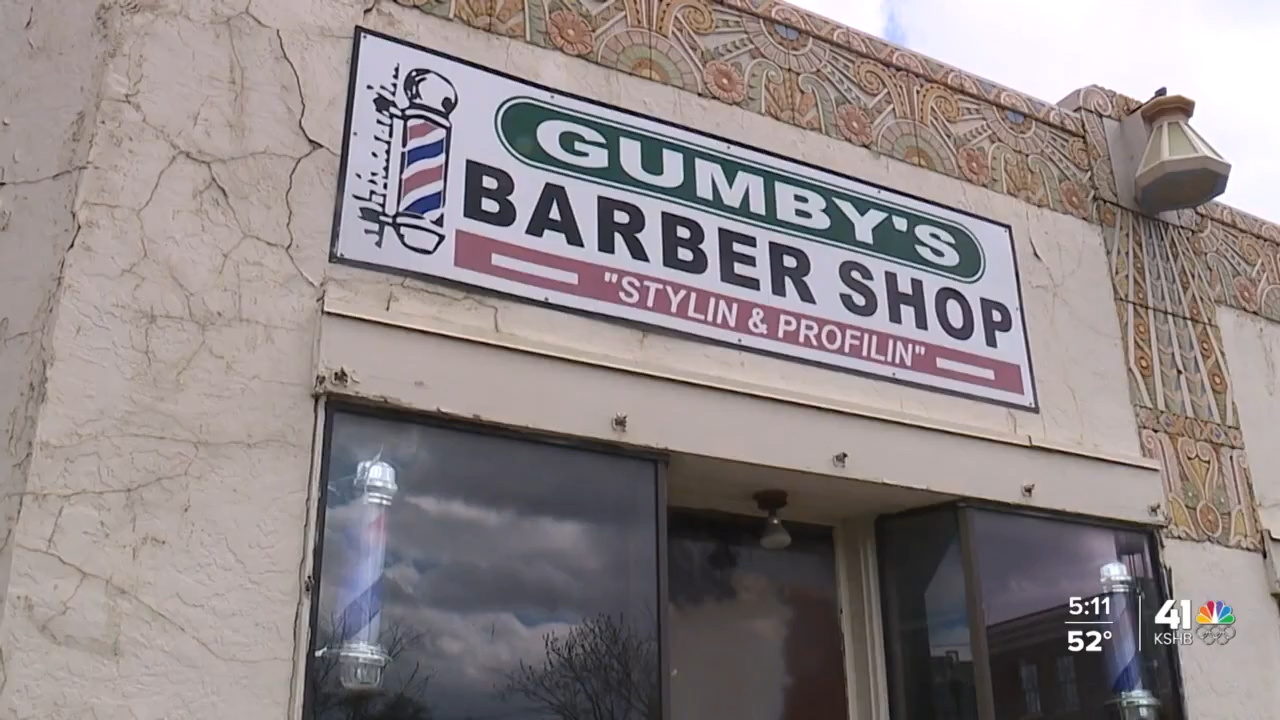 GUMBY'S
BARBER SHOP
"STYLIN & PROFILIN"
5:11
52°
41
KSHB